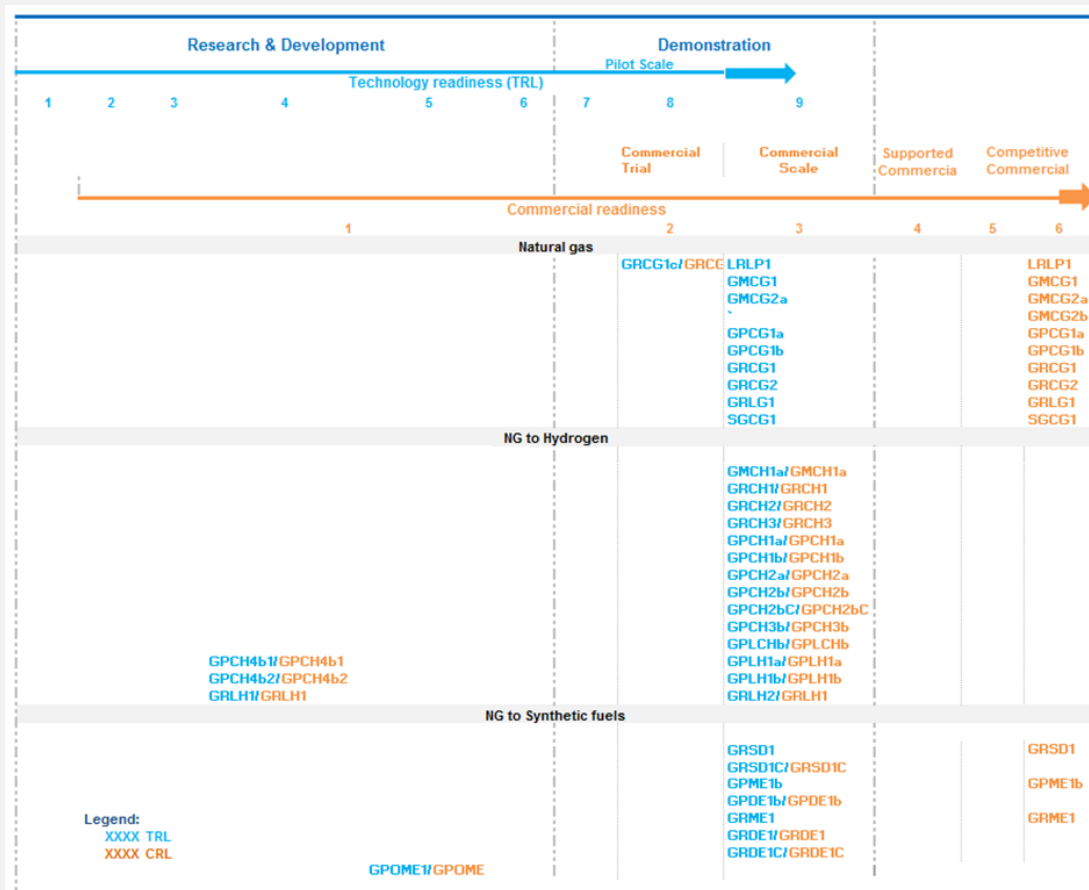 Research & Development Demonstration
Pilot Scale
Technology readiness (TRL)
1 2 3 4 5 6 7 8 9
Commercial Trial Commercial Scale Supported Commercia Competitive Commercial
Commercial readiness
1 2 3 4 5 6
Natural gas
GRCG1c/GRCG LRLP1 LRLP1
GMCG1 GMCG1
GMCG2a GMCG2a
` GMCG2b
GPCG1a GPCG1a
GPCG1b GPCG1b
GRCG1 GRCG1
GRCG2 GRCG2
GRLG1 GRLG1
SGCG1 SGCG1
NG to Hydrogen
GMCH1a/GMCH1a
GRCH1/GRCH1
GRCH2/GRCH2
GRCH3/GRCH3
GPCH1a/GPCH1a
GPCH1b/GPCH1b
GPCH2a/GPCH2a
GPCH2b/GPCH2b
GPCH2bC/GPCH2bC
GPCH3b/GPCH3b
GPLCHb/GPLCHb
GPCH4b1/GPCH4b1 GPLH1a/GPLH1a
GPCH4b2/GPCH4b2 GPLH1b/GPLH1b
GRLH1/GRLH1 GRLH2/GRLH1
NG to Synthetic fuels
GRSD1 GRSD1
GRSD1C/GRSD1C
GPME1b GPME1b
GPDE1b/GPDE1b
Legend: GRME1 GRME1
XXXX TRL GRDE1/GRDE1
XXXX CRL GRDE1C/GRDE1C
GPOME1/GPOME